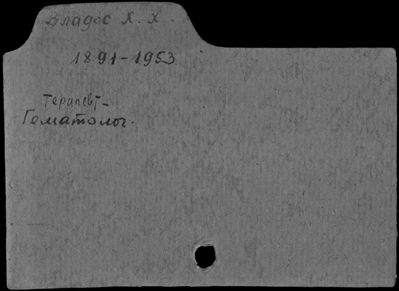 Владос Х. Х.
1891-1953
Терапевт-
Гематолог.